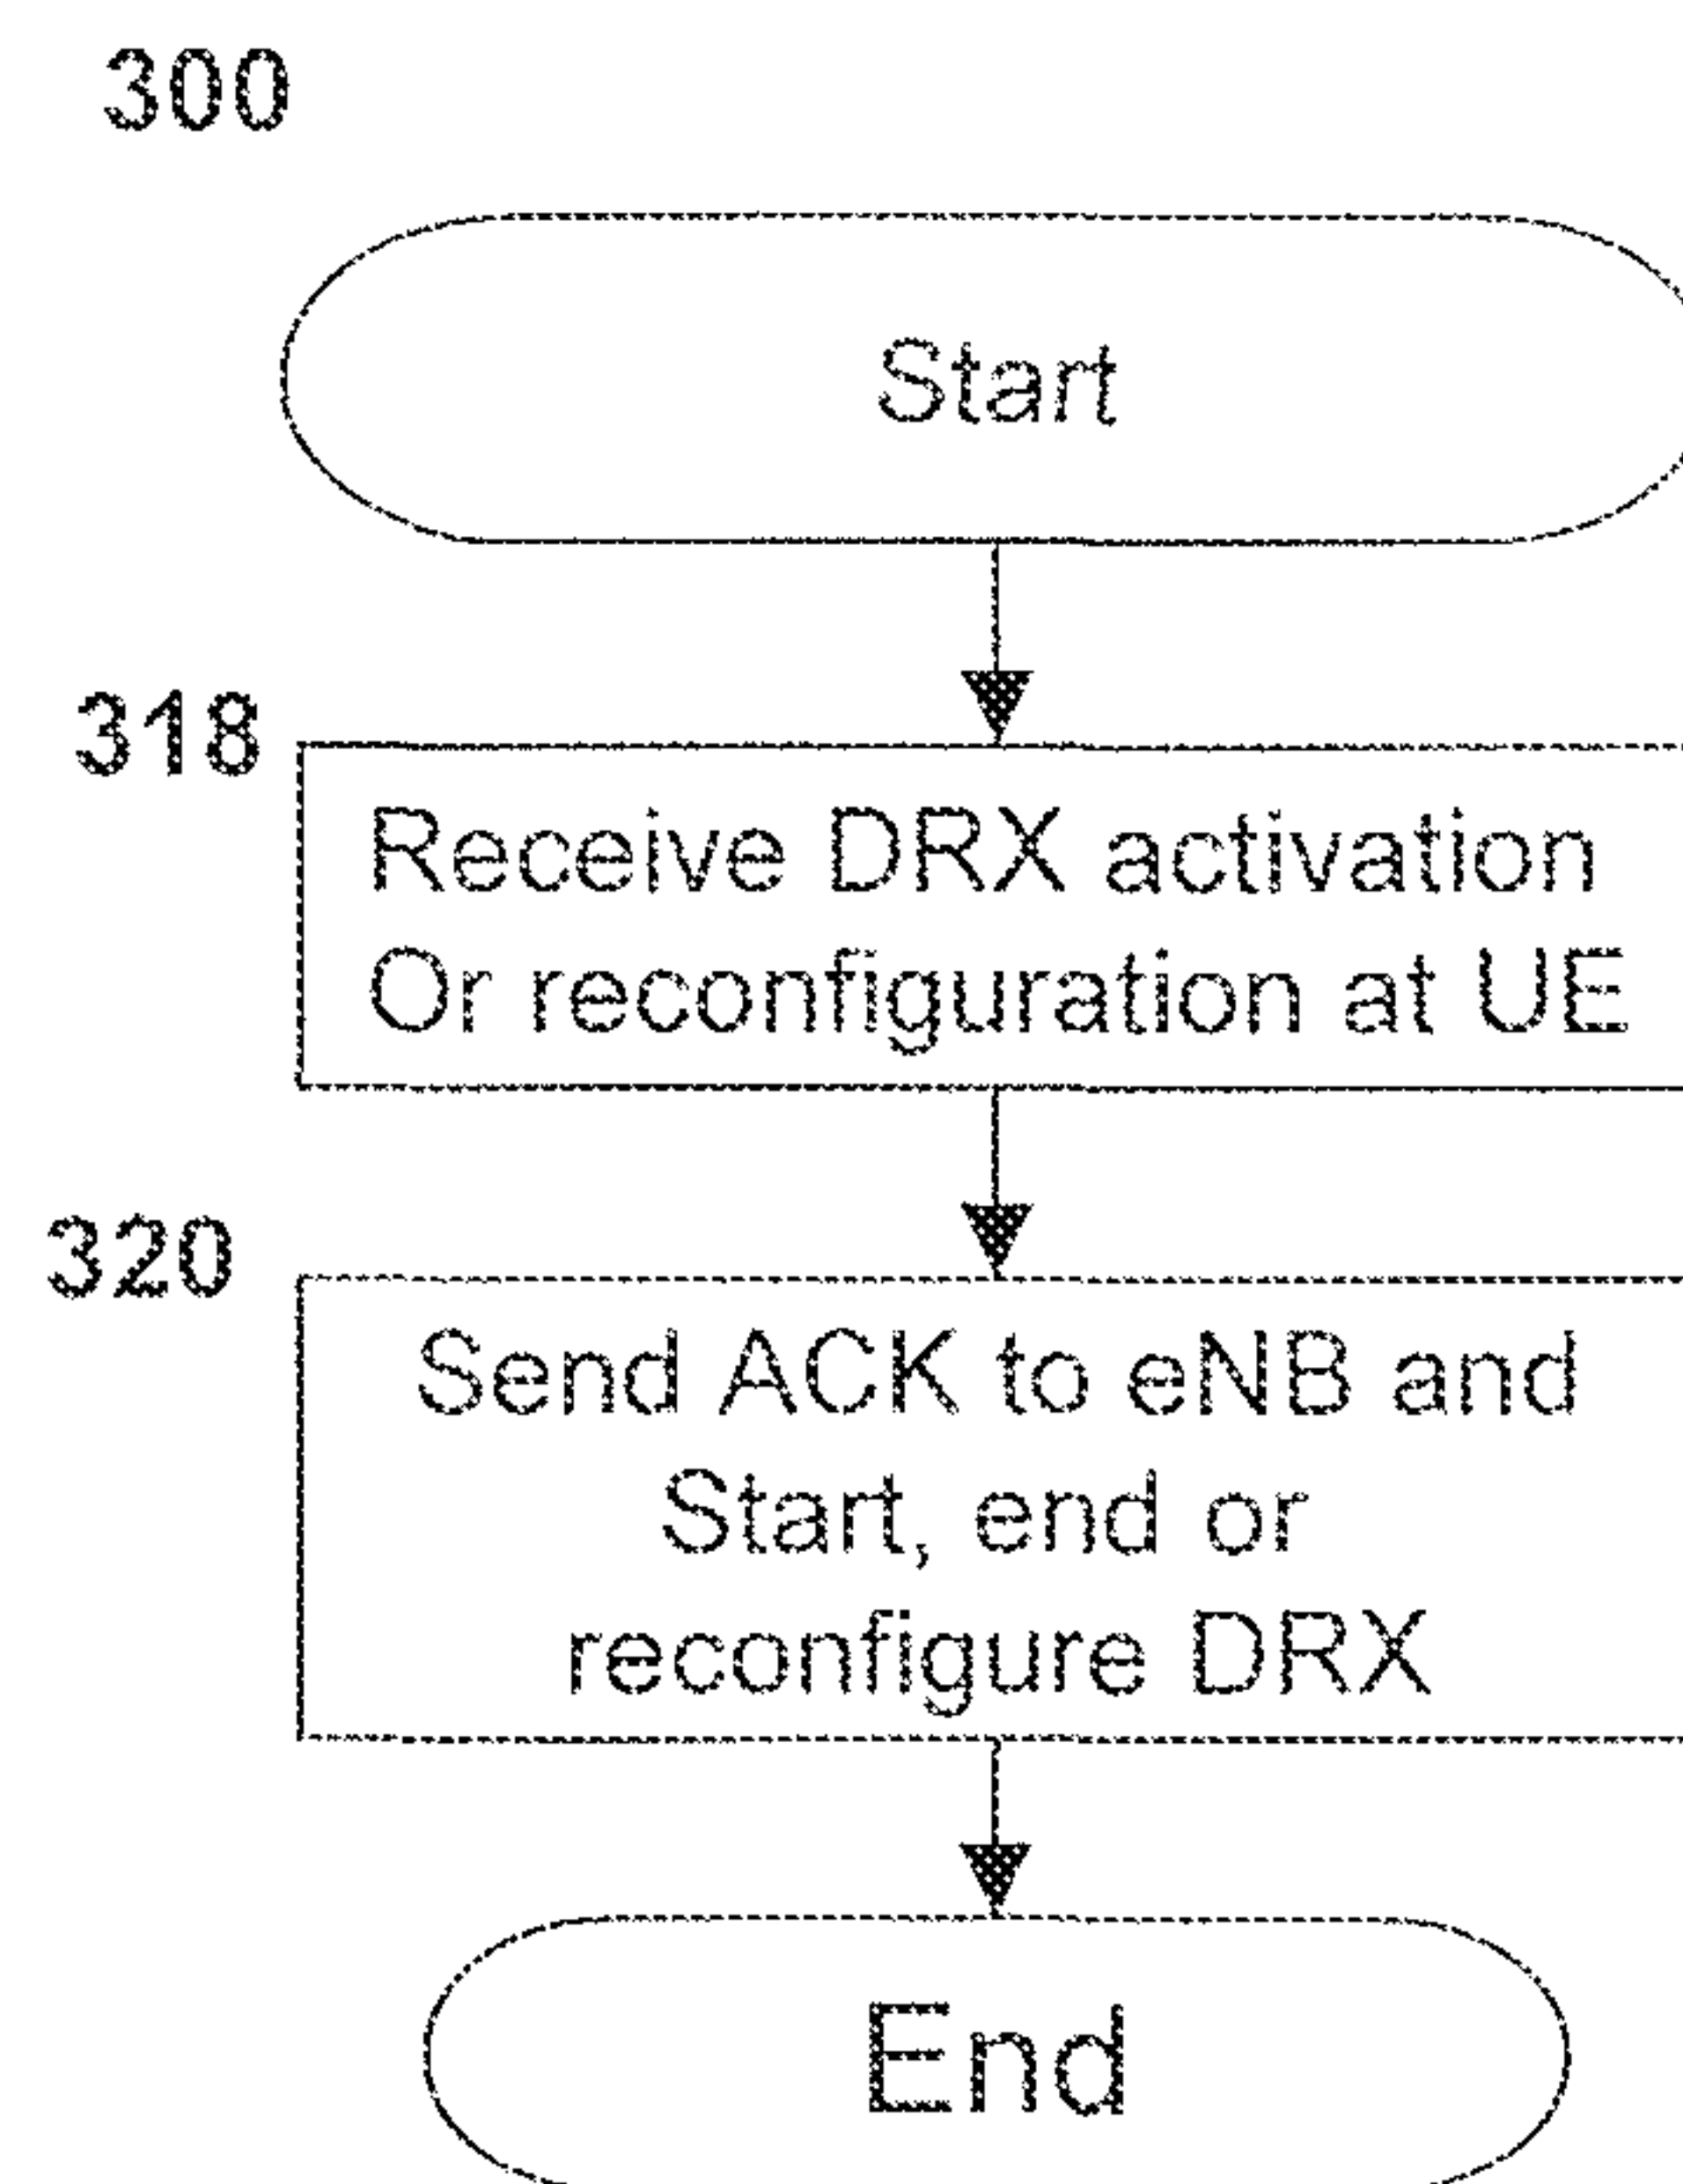 300
Start
318
Receive DRX activation
Or reconfiguration at UE
320
Send ACK to eNB and
Start, end or
reconfigure DRX
End